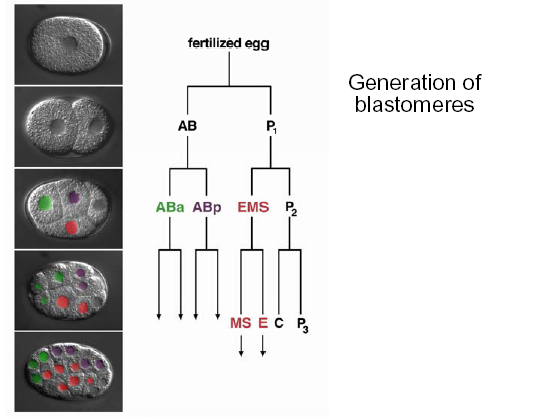 fertilized egg
Generation of
blastomeres
AB P₁
ABa ABp EMS P₂
MS E C P₃